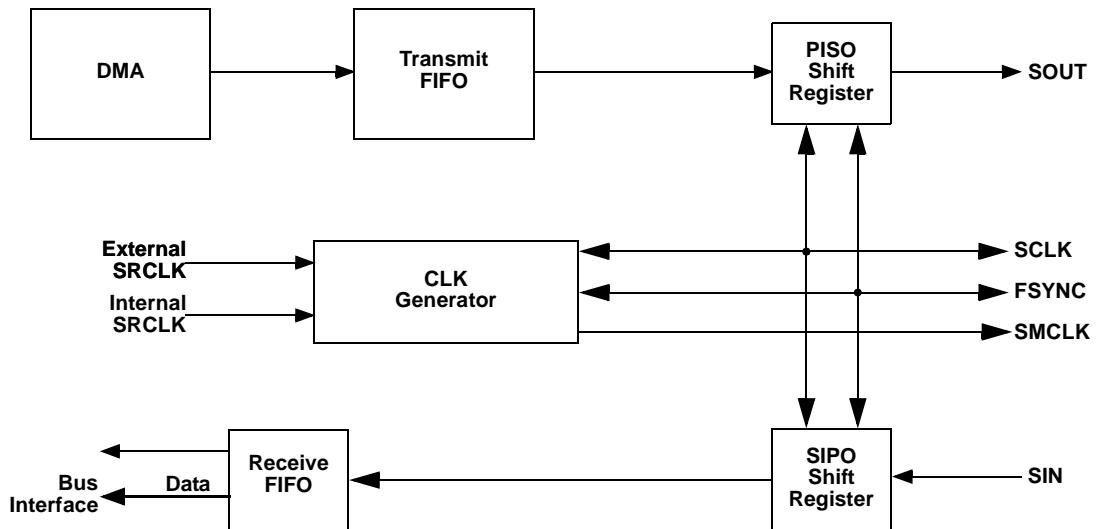 DMA
Transmit
FIFO
PISO
Shift
Register
SOUT
External
SRCLK
Internal
SRCLK
CLK
Generator
SCLK
FSYNC
SMCLK
Bus
Interface
Data
Receive
FIFO
SIPO
Shift
Register
SIN